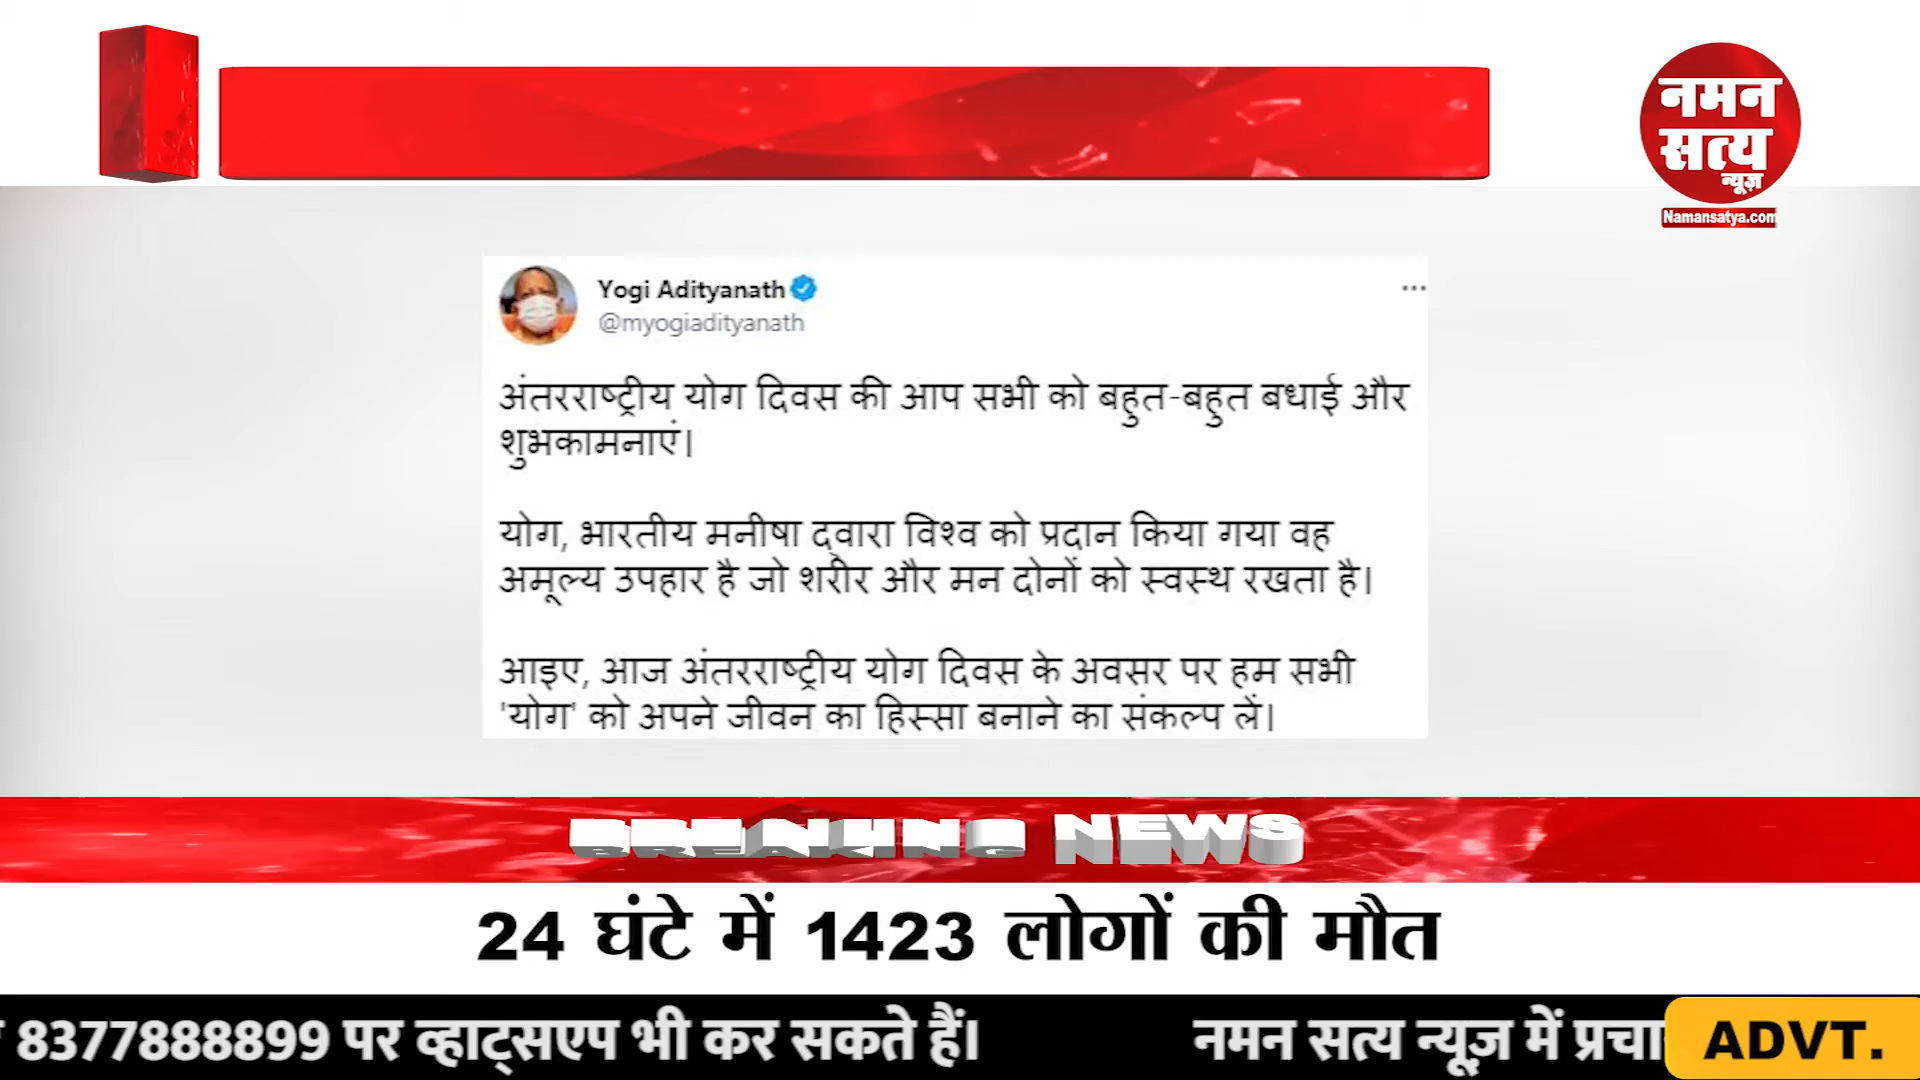 नमन
सत्य
न्यूज़
Namansatya.com
Yogi Adityanath
@myogiadityanath
अंतरराष्ट्रीय योग दिवस की आप सभी को बहुत-बहुत बधाई और
शुभकामनाएं।
योग, भारतीय मनीषा द्वारा विश्व को प्रदान किया गया वह
अमूल्य उपहार है जो शरीर और मन दोनों को स्वस्थ रखता है।
आइए, आज अंतरराष्ट्रीय योग दिवस के अवसर पर हम सभी
'योग' को अपने जीवन का हिस्सा बनाने का संकल्प लें।
BREAKING NEWS
24 घंटे में 1423 लोगों की मौत
8377888899 पर व्हाट्सएप भी कर सकते हैं। नमन सत्य न्यूज़ में
ADVT.